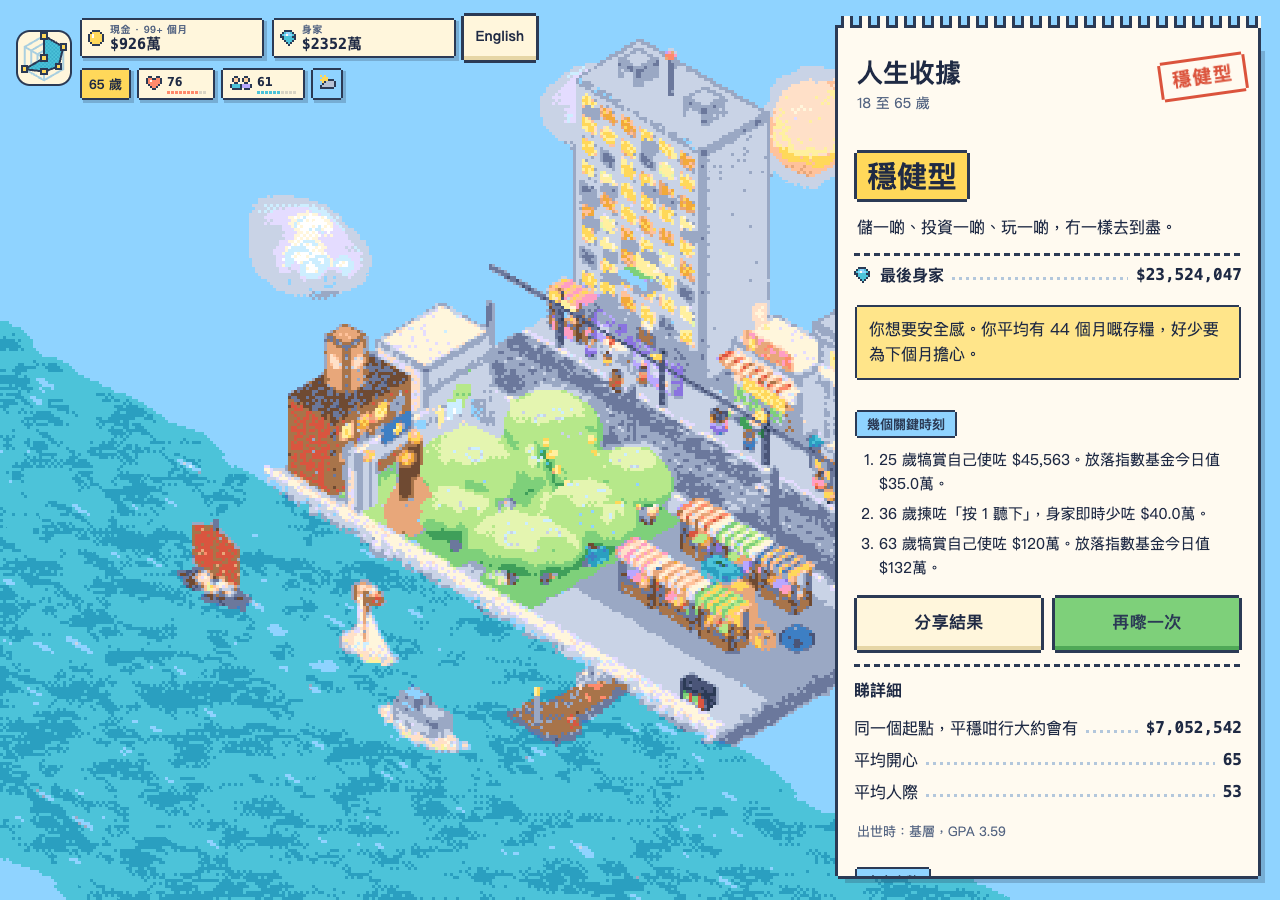 現金 · 99+ 個月
$926萬
身家
$2352萬
English
65 歲
76
61
人生收據
18 至 65 歲
穩健型
穩健型
儲一啲、投資一啲、玩一啲，冇一樣去到盡。
最後身家 $23,524,047
你想要安全感。你平均有 44 個月嘅存糧，好少要
為下個月擔心。
幾個關鍵時刻
1. 25 歲犒賞自己使咗 $45,563。放落指數基金今日值
$35.0萬。
2. 36 歲揀咗「按 1 聽下」，身家即時少咗 $40.0萬。
3. 63 歲犒賞自己使咗 $120萬。放落指數基金今日值
$132萬。
分享結果
再嚟一次
睇詳細
同一個起點，平穩咁行大約會有 $7,052,542
平均開心 65
平均人際 53
出世時：基層，GPA 3.59